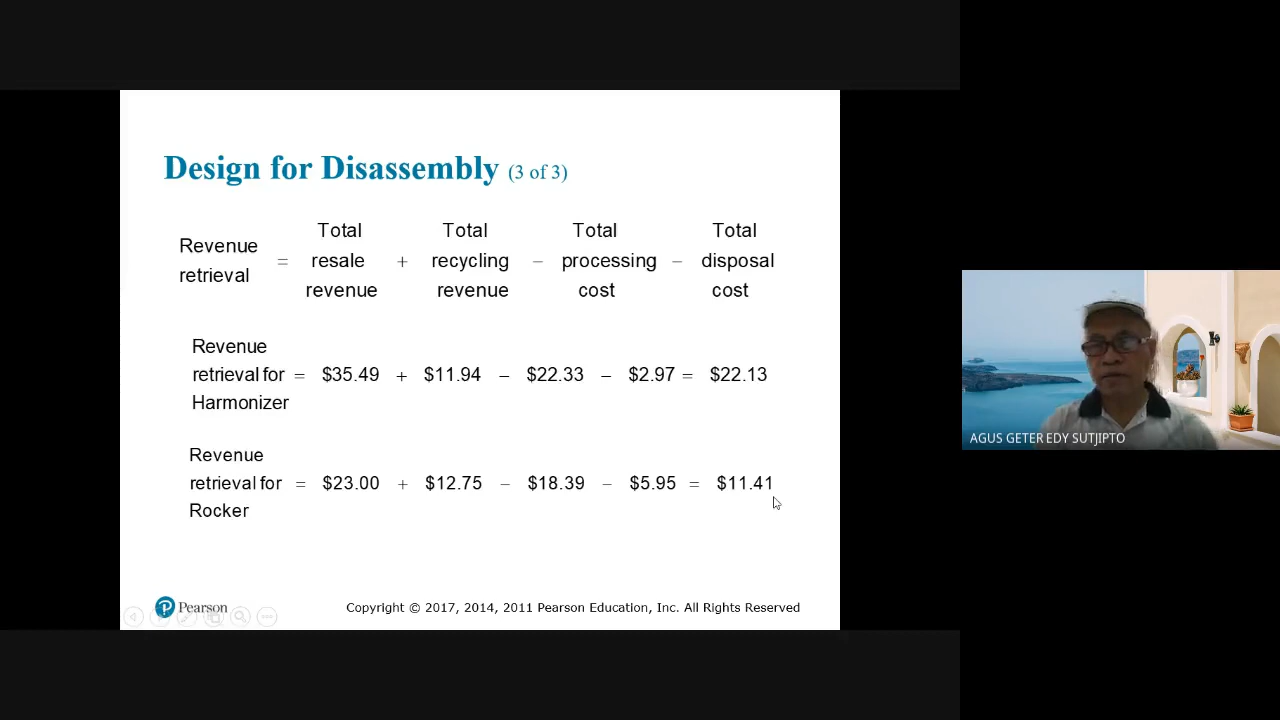 Design for Disassembly (3 of 3)
Revenue retrieval = Total resale revenue + Total recycling revenue – Total processing cost – Total disposal cost
Revenue retrieval for Harmonizer = $35.49 + $11.94 – $22.33 – $2.97 = $22.13
Revenue retrieval for Rocker = $23.00 + $12.75 – $18.39 – $5.95 = $11.41
Pearson
Copyright © 2017, 2014, 2011 Pearson Education, Inc. All Rights Reserved
AGUS GETER EDY SUTJIPTO